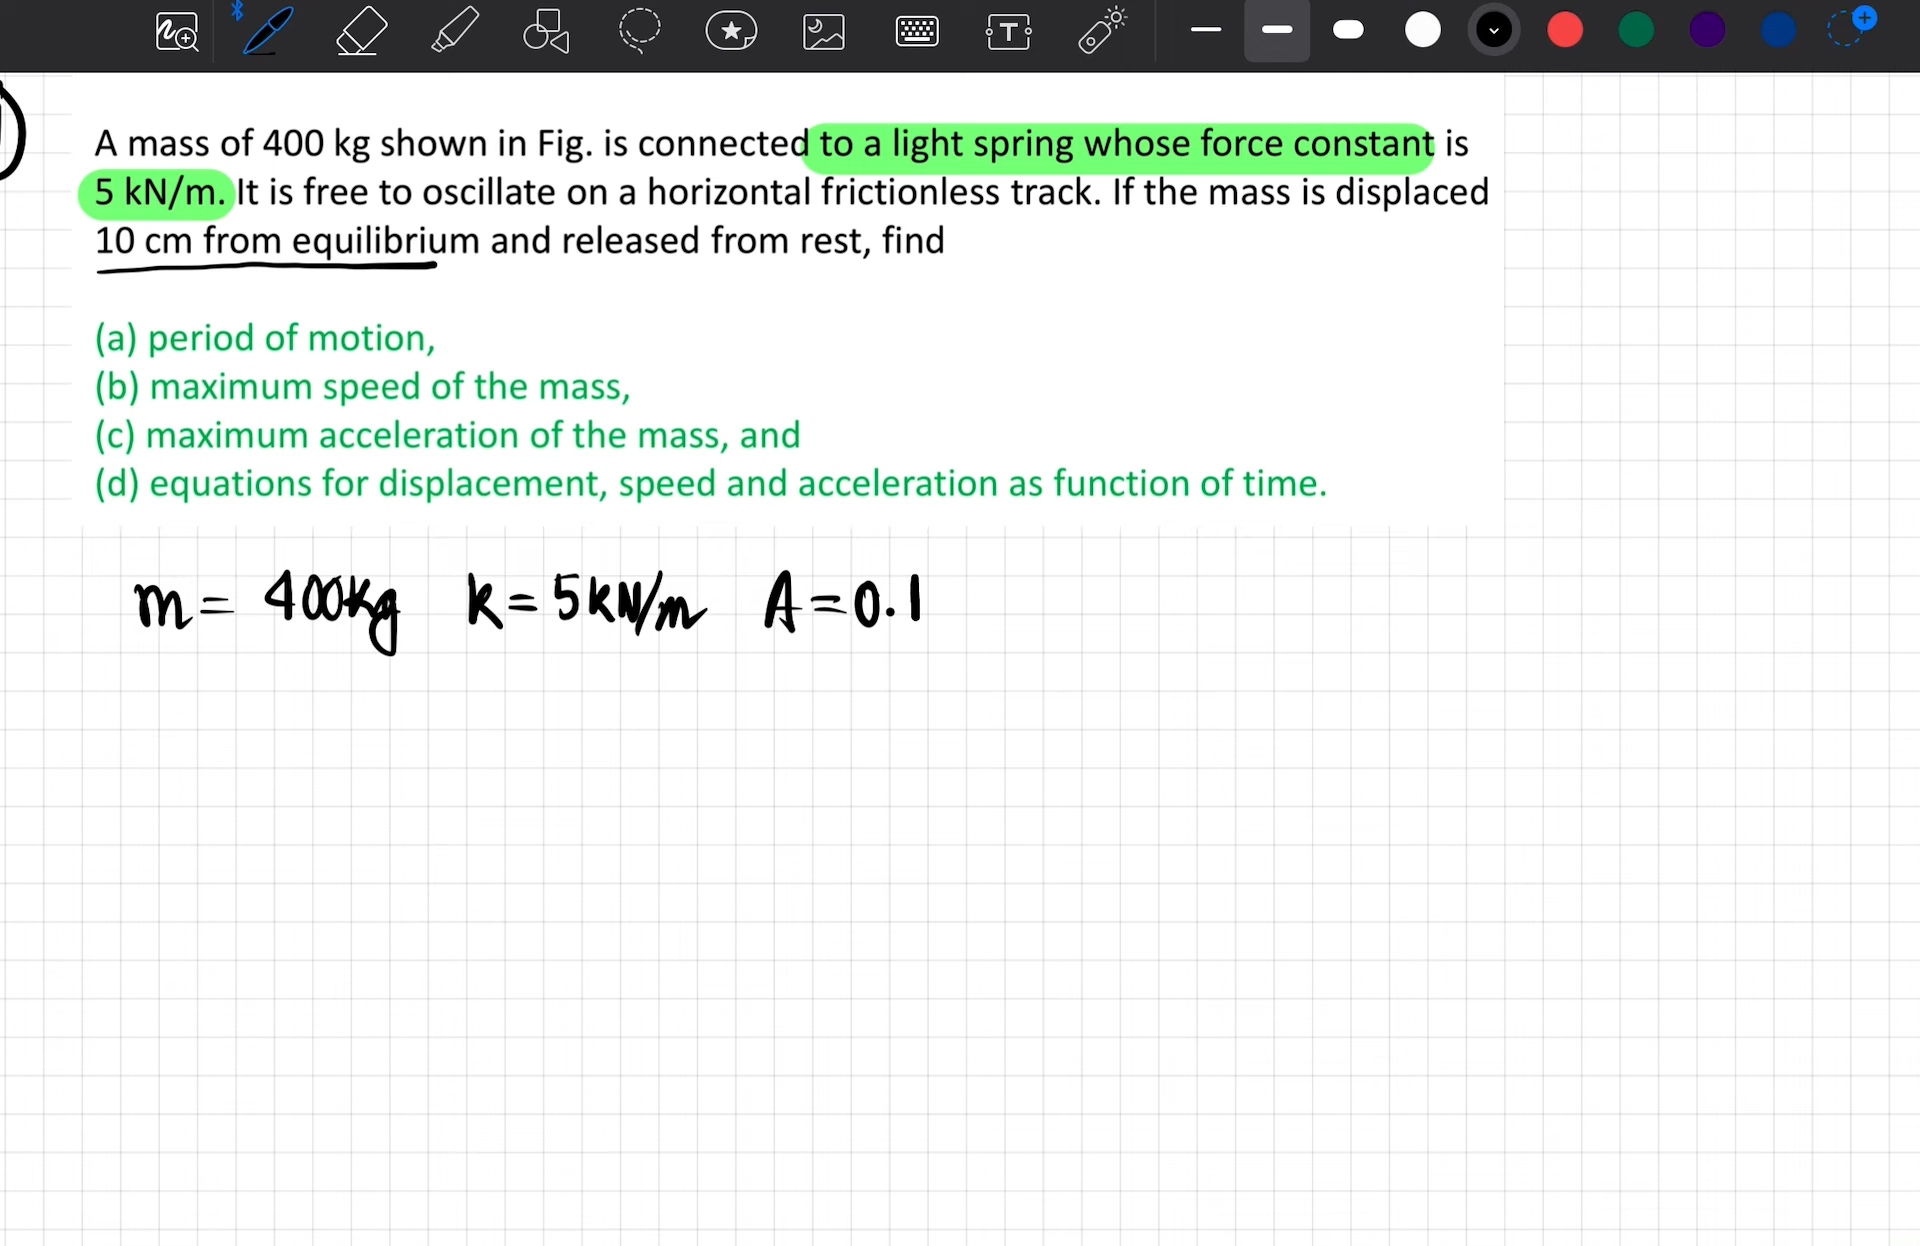 A mass of 400 kg shown in Fig. is connected to a light spring whose force constant is
5 kN/m. It is free to oscillate on a horizontal frictionless track. If the mass is displaced
10 cm from equilibrium and released from rest, find
(a) period of motion,
(b) maximum speed of the mass,
(c) maximum acceleration of the mass, and
(d) equations for displacement, speed and acceleration as function of time.
m= 400kg k=5kN/m A=0.1